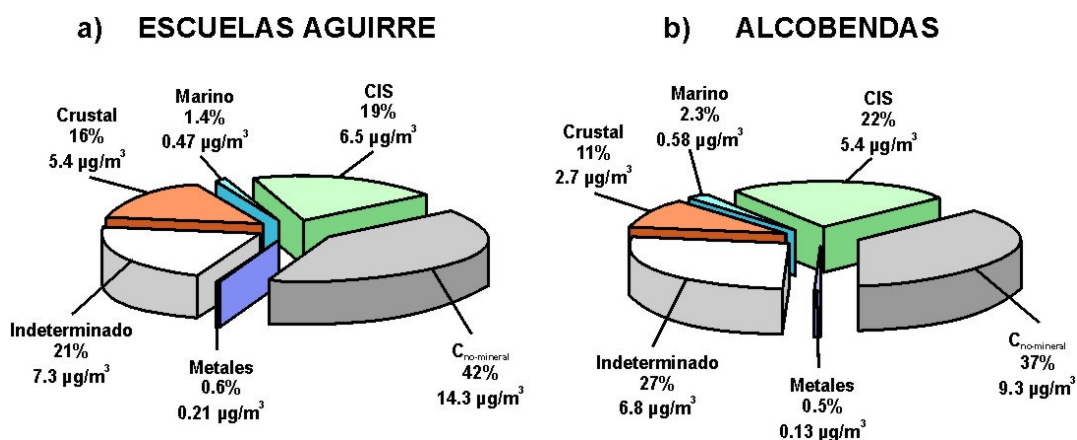 a) ESCUELAS AGUIRRE
Marino
1.4%
0.47 µg/m³
CIS
19%
6.5 µg/m³
Crustal
16%
5.4 µg/m³
Indeterminado
21%
7.3 µg/m³
Metales
0.6%
0.21 µg/m³
Cno-mineral
42%
14.3 µg/m³
b) ALCOBENDAS
Marino
2.3%
0.58 µg/m³
CIS
22%
5.4 µg/m³
Crustal
11%
2.7 µg/m³
Indeterminado
27%
6.8 µg/m³
Metales
0.5%
0.13 µg/m³
Cno-mineral
37%
9.3 µg/m³